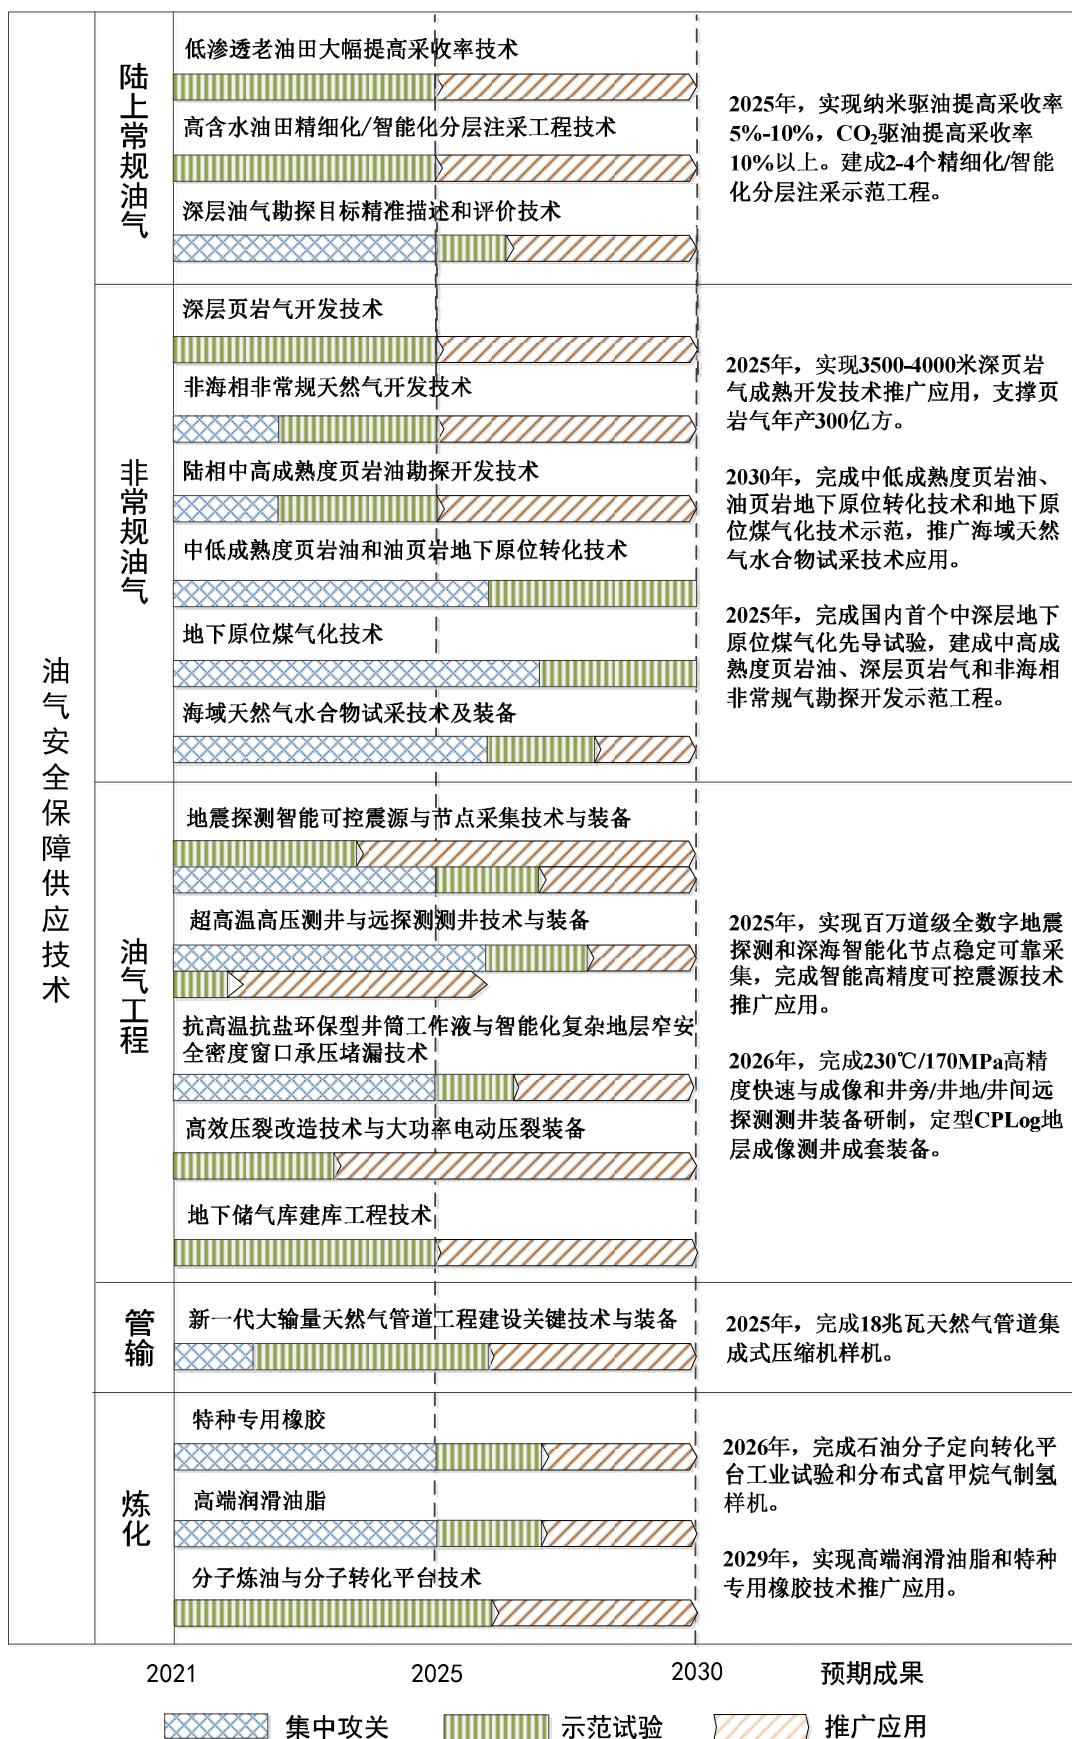 油气安全保障供应技术
陆上常规油气
低渗透老油田大幅提高采收率技术
高含水油田精细化/智能化分层注采工程技术
深层油气勘探目标精准描述和评价技术
2025年，实现纳米驱油提高采收率
5%-10%，CO₂驱油提高采收率
10%以上。建成2-4个精细化/智能
化分层注采示范工程。
非常规油气
深层页岩气开发技术
非海相非常规天然气开发技术
陆相中高成熟度页岩油勘探开发技术
中低成熟度页岩油和油页岩地下原位转化技术
地下原位煤气化技术
海域天然气水合物试采技术及装备
2025年，实现3500-4000米深页岩
气成熟开发技术推广应用，支撑页
岩气年产300亿方。
2030年，完成中低成熟度页岩油、
油页岩地下原位转化技术和地下原
位煤气化技术示范，推广海域天然
气水合物试采技术应用。
2025年，完成国内首个中深层地下
原位煤气化先导试验，建成中高成
熟度页岩油、深层页岩气和非海相
非常规气勘探开发示范工程。
油气工程
地震探测智能可控震源与节点采集技术与装备
超高温高压测井与远探测测井技术与装备
抗高温抗盐环保型井筒工作液与智能化复杂地层窄安
全密度窗口承压堵漏技术
高效压裂改造技术与大功率电动压裂装备
地下储气库建库工程技术
2025年，实现百万道级全数字地震
探测和深海智能化节点稳定可靠采
集，完成智能高精度可控震源技术
推广应用。
2026年，完成230℃/170MPa高精
度快速与成像和井旁/井地/井间远
探测测井装备研制，定型CPLog地
层成像测井成套装备。
管输
新一代大输量天然气管道工程建设关键技术与装备
2025年，完成18兆瓦天然气管道集
成式压缩机样机。
炼化
特种专用橡胶
高端润滑油脂
分子炼油与分子转化平台技术
2026年，完成石油分子定向转化平
台工业试验和分布式富甲烷气制氢
样机。
2029年，实现高端润滑油脂和特种
专用橡胶技术推广应用。
2021 2025 2030 预期成果
集中攻关 示范试验 推广应用